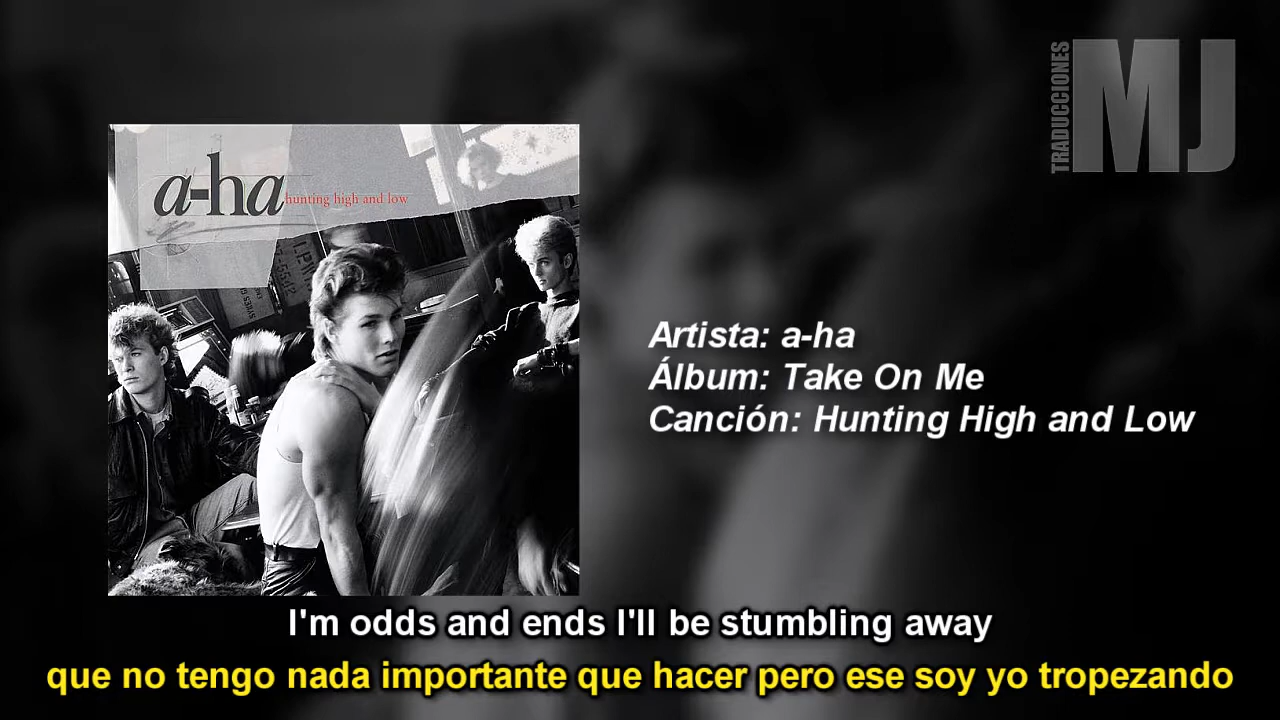 TRADUCCIONES
MJ
a-ha
hunting high and low
Artista: a-ha
Álbum: Take On Me
Canción: Hunting High and Low
I'm odds and ends I'll be stumbling away
que no tengo nada importante que hacer pero ese soy yo tropezando